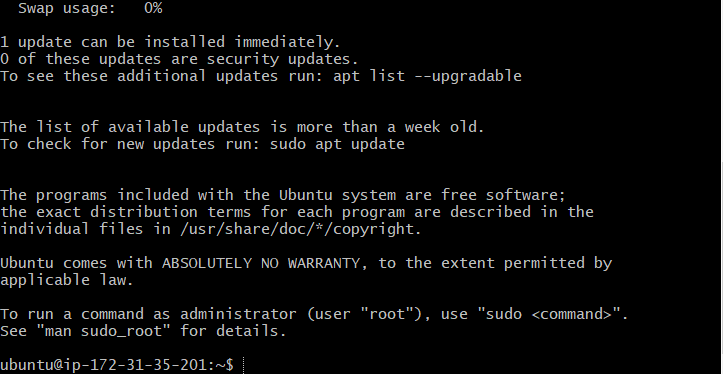 Swap usage:   0%
1 update can be installed immediately.
0 of these updates are security updates.
To see these additional updates run: apt list --upgradable
The list of available updates is more than a week old.
To check for new updates run: sudo apt update
The programs included with the Ubuntu system are free software;
the exact distribution terms for each program are described in the
individual files in /usr/share/doc/*/copyright.
Ubuntu comes with ABSOLUTELY NO WARRANTY, to the extent permitted by
applicable law.
To run a command as administrator (user "root"), use "sudo <command>".
See "man sudo_root" for details.
ubuntu@ip-172-31-35-201:~$